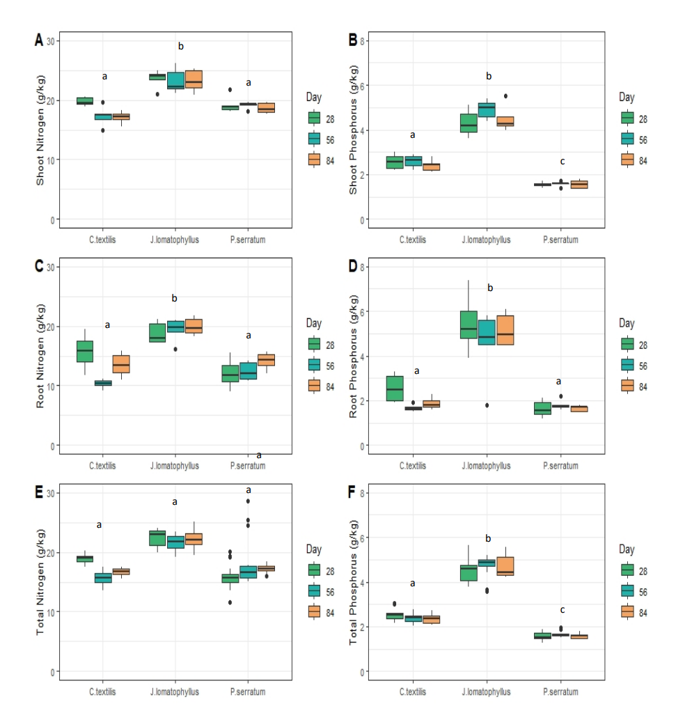 A
Shoot Nitrogen (g/kg)
30
20
10
0
a
b
a
C.textilis J.lomatophyllus P.serratum
Day
28
56
84
B
Shoot Phosphorus (g/kg)
8
6
4
2
0
a
b
c
C.textilis J.lomatophyllus P.serratum
Day
28
56
84
C
Root Nitrogen (g/kg)
30
20
10
0
a
b
a
C.textilis J.lomatophyllus P.serratum
a
Day
28
56
84
D
Root Phosphorus (g/kg)
8
6
4
2
0
a
b
a
C.textilis J.lomatophyllus P.serratum
Day
28
56
84
E
Total Nitrogen (g/kg)
30
20
10
0
a
a
a
C.textilis J.lomatophyllus P.serratum
Day
28
56
84
F
Total Phosphorus (g/kg)
8
6
4
2
0
a
b
c
C.textilis J.lomatophyllus P.serratum
Day
28
56
84